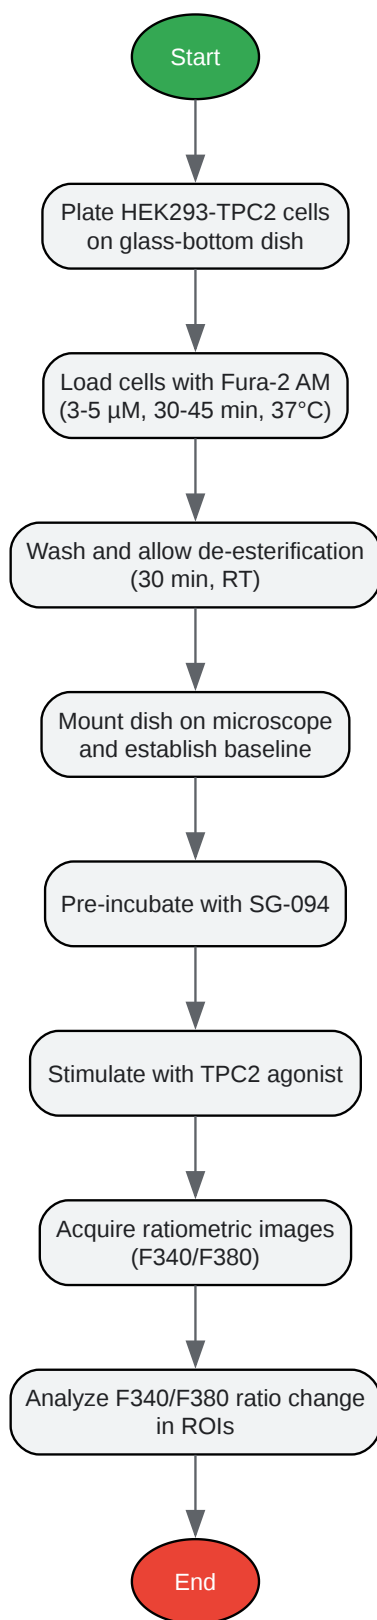 Start
Plate HEK293-TPC2 cells
on glass-bottom dish
Load cells with Fura-2 AM
(3-5 µM, 30-45 min, 37°C)
Wash and allow de-esterification
(30 min, RT)
Mount dish on microscope
and establish baseline
Pre-incubate with SG-094
Stimulate with TPC2 agonist
Acquire ratiometric images
(F340/F380)
Analyze F340/F380 ratio change
in ROIs
End